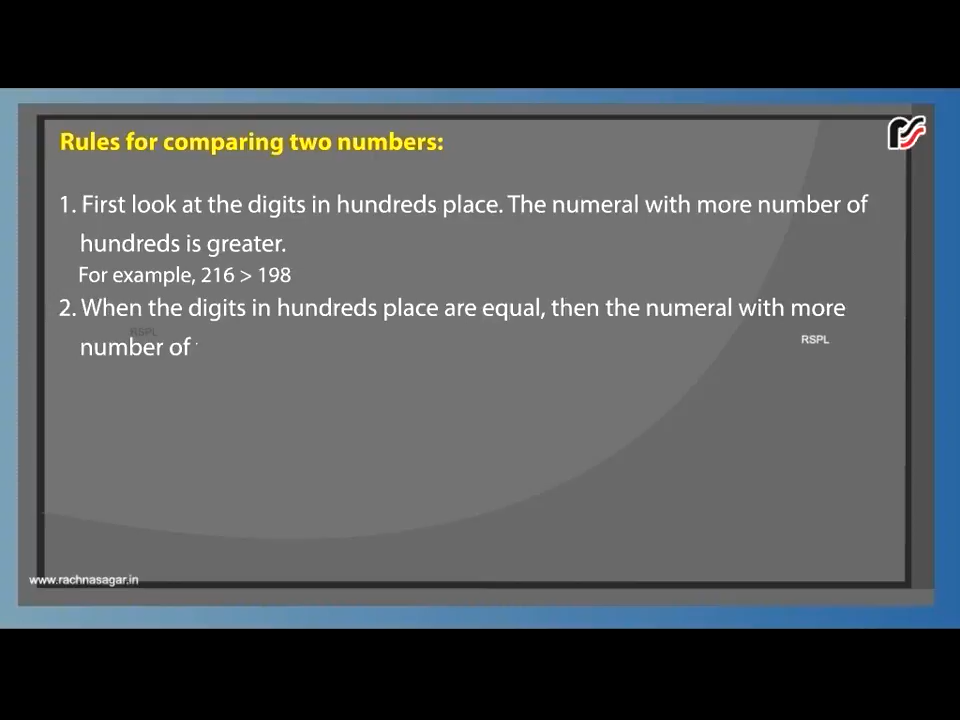 Rules for comparing two numbers:
1. First look at the digits in hundreds place. The numeral with more number of
hundreds is greater.
For example, 216 > 198
2. When the digits in hundreds place are equal, then the numeral with more
RSPL
number of
RSPL
www.rachnasagar.in